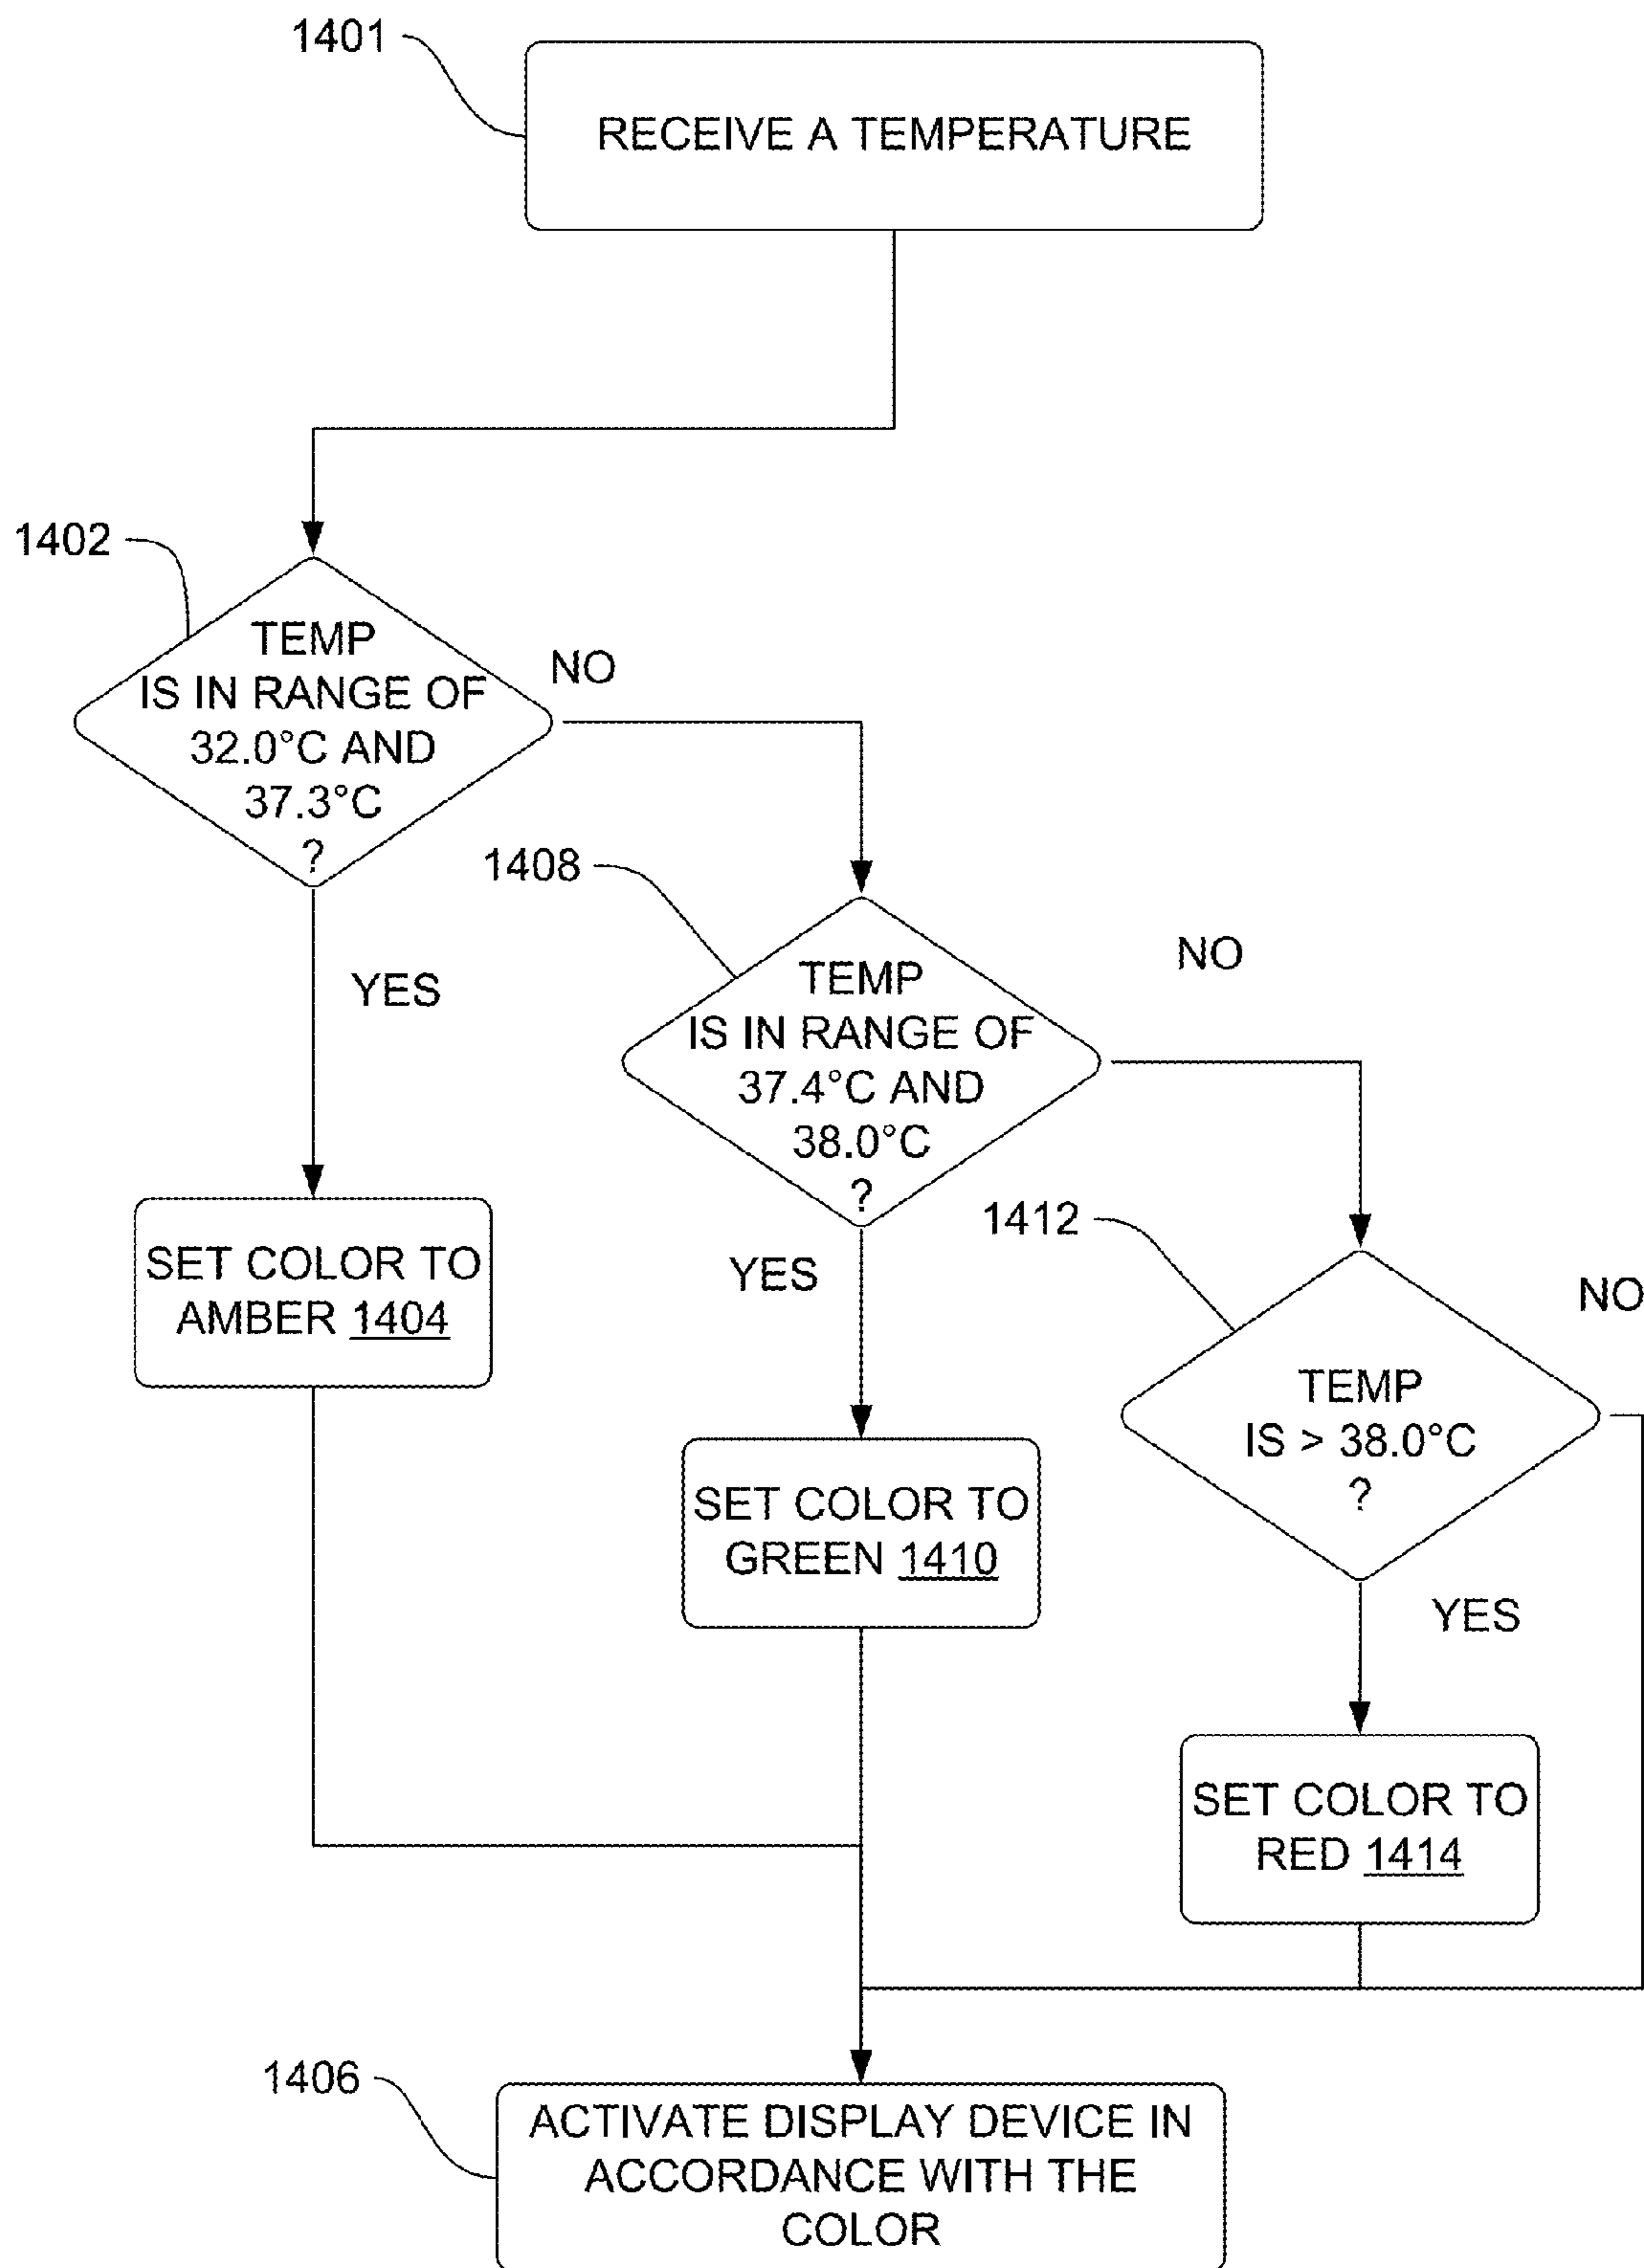 1401
RECEIVE A TEMPERATURE
1402
TEMP
IS IN RANGE OF
32.0°C AND
37.3°C
?
NO
YES
1408
TEMP
IS IN RANGE OF
37.4°C AND
38.0°C
?
NO
YES
SET COLOR TO
AMBER 1404
1412
TEMP
IS > 38.0°C
?
NO
YES
SET COLOR TO
GREEN 1410
SET COLOR TO
RED 1414
1406
ACTIVATE DISPLAY DEVICE IN
ACCORDANCE WITH THE
COLOR